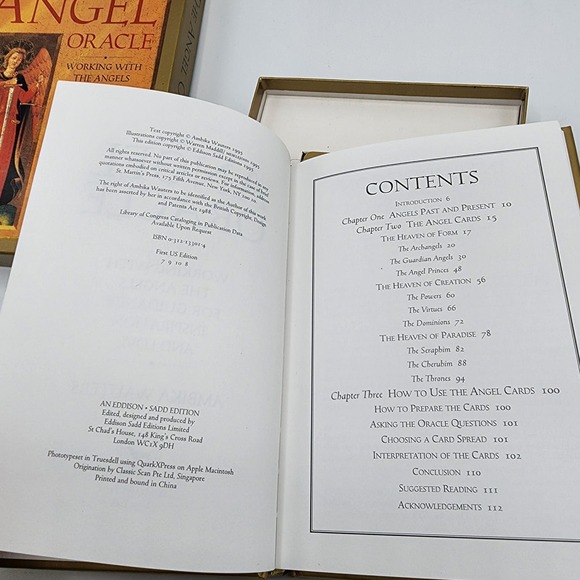 ANGEL
ORACLE
WORKING WITH
THE ANGELS
Text copyright © Ambika Wauters 1995
Illustrations copyright © Warren Maddill/
This edition copyright © Eddison Sadd Editions 1995
All rights reserved. No part of this publication may be reproduced in any
manner whatsoever without written permission except in the case of brief
quotations embodied in critical articles or reviews. For information, address
St. Martin's Press, 175 Fifth Avenue, New York, NY 10010.
The right of Ambika Wauters to be identified as the Author of this work
has been asserted by her in accordance with the British Copyright, Design
and Patents Act 1988.
Library of Congress Cataloging in Publication Data
Available Upon Request
ISBN 0-312-13301-4
First US Edition
7 9 10 8
AN EDDISON • SADD EDITION
Edited, designed and produced by
Eddison Sadd Editions Limited
St Chad's House, 148 King's Cross Road
London WC1X 9DH
Phototypeset in Truesdell using QuarkXPress on Apple Macintosh
Origination by Classic Scan Pte Ltd, Singapore
Printed and bound in China
CONTENTS
INTRODUCTION 6
Chapter One ANGELS PAST AND PRESENT 10
Chapter Two THE ANGEL CARDS 15
THE HEAVEN OF FORM 17
The Archangels 20
The Guardian Angels 30
The Angel Princes 48
THE HEAVEN OF CREATION 56
The Powers 60
The Virtues 66
The Dominions 72
THE HEAVEN OF PARADISE 78
The Seraphim 82
The Cherubim 88
The Thrones 94
Chapter Three HOW TO USE THE ANGEL CARDS 100
HOW TO PREPARE THE CARDS 100
ASKING THE ORACLE QUESTIONS 101
CHOOSING A CARD SPREAD 101
INTERPRETATION OF THE CARDS 102
CONCLUSION 110
SUGGESTED READING 111
ACKNOWLEDGEMENTS 112